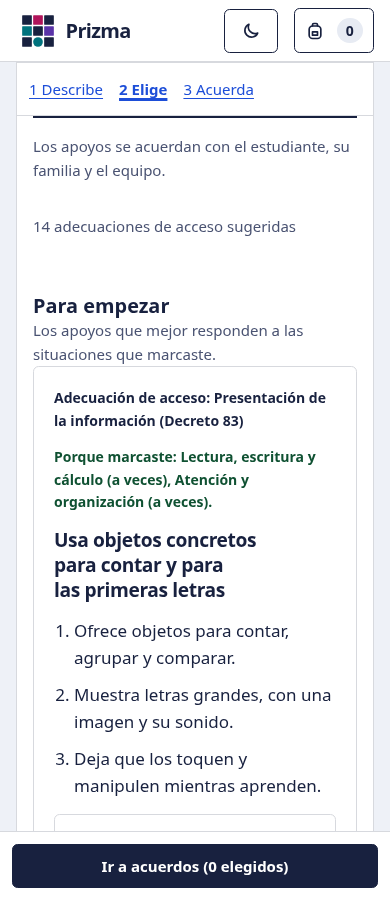 Prizma
0
1 Describe
2 Elige
3 Acuerda
Los apoyos se acuerdan con el estudiante, su
familia y el equipo.
14 adecuaciones de acceso sugeridas
Para empezar
Los apoyos que mejor responden a las
situaciones que marcaste.
Adecuación de acceso: Presentación de
la información (Decreto 83)
Porque marcaste: Lectura, escritura y
cálculo (a veces), Atención y
organización (a veces).
Usa objetos concretos
para contar y para
las primeras letras
1. Ofrece objetos para contar,
agrupar y comparar.
2. Muestra letras grandes, con una
imagen y su sonido.
3. Deja que los toquen y
manipulen mientras aprenden.
Ir a acuerdos (0 elegidos)